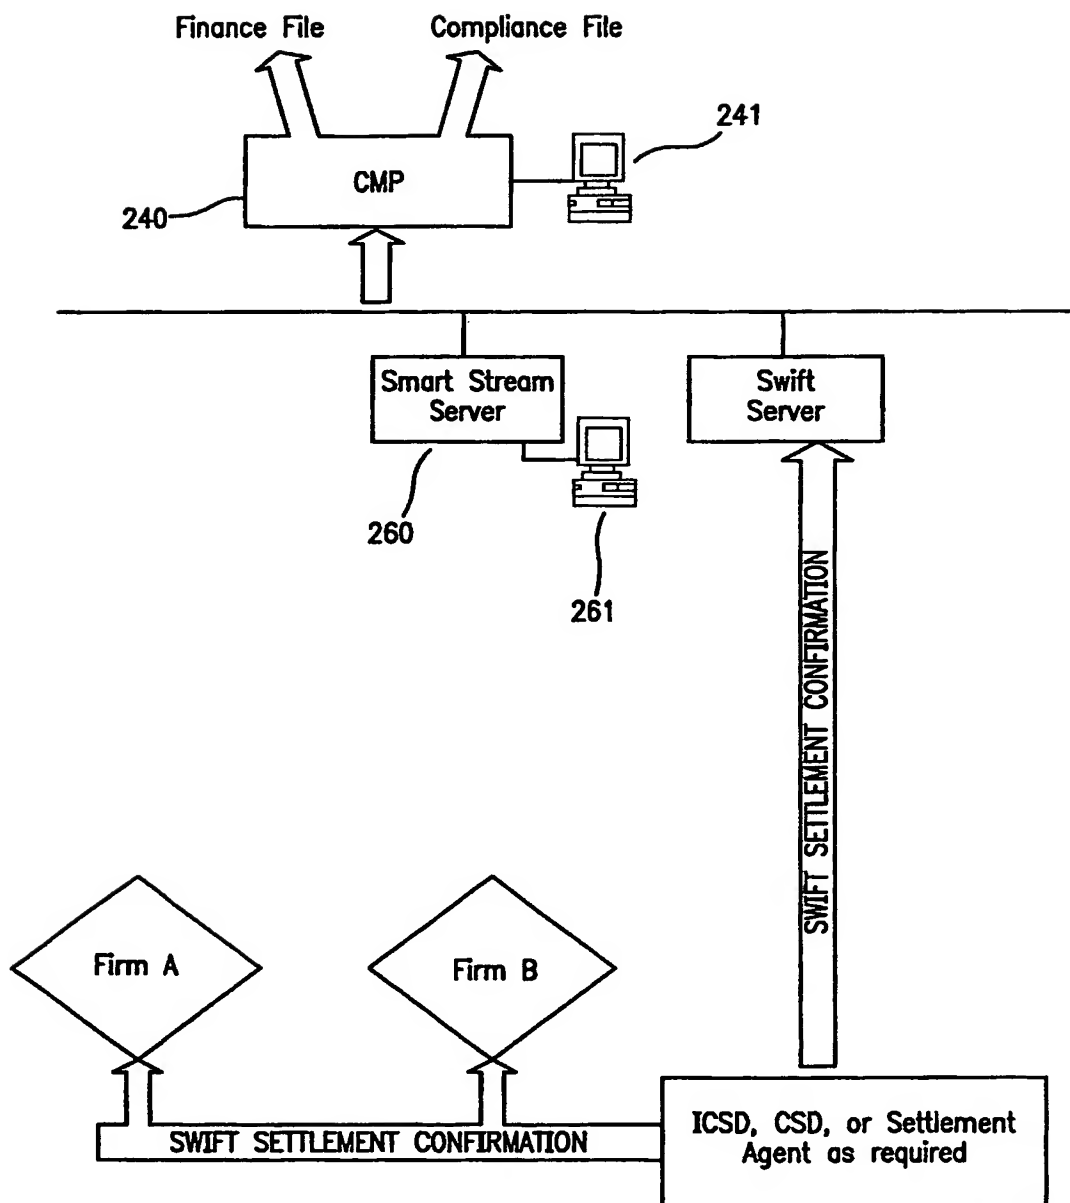 Finance File
Compliance File
241
CMP
240
Smart Stream
Server
Swift
Server
260
261
SWIFT SETTLEMENT CONFIRMATION
Firm A
Firm B
ICSD, CSD, or Settlement
Agent as required
SWIFT SETTLEMENT CONFIRMATION